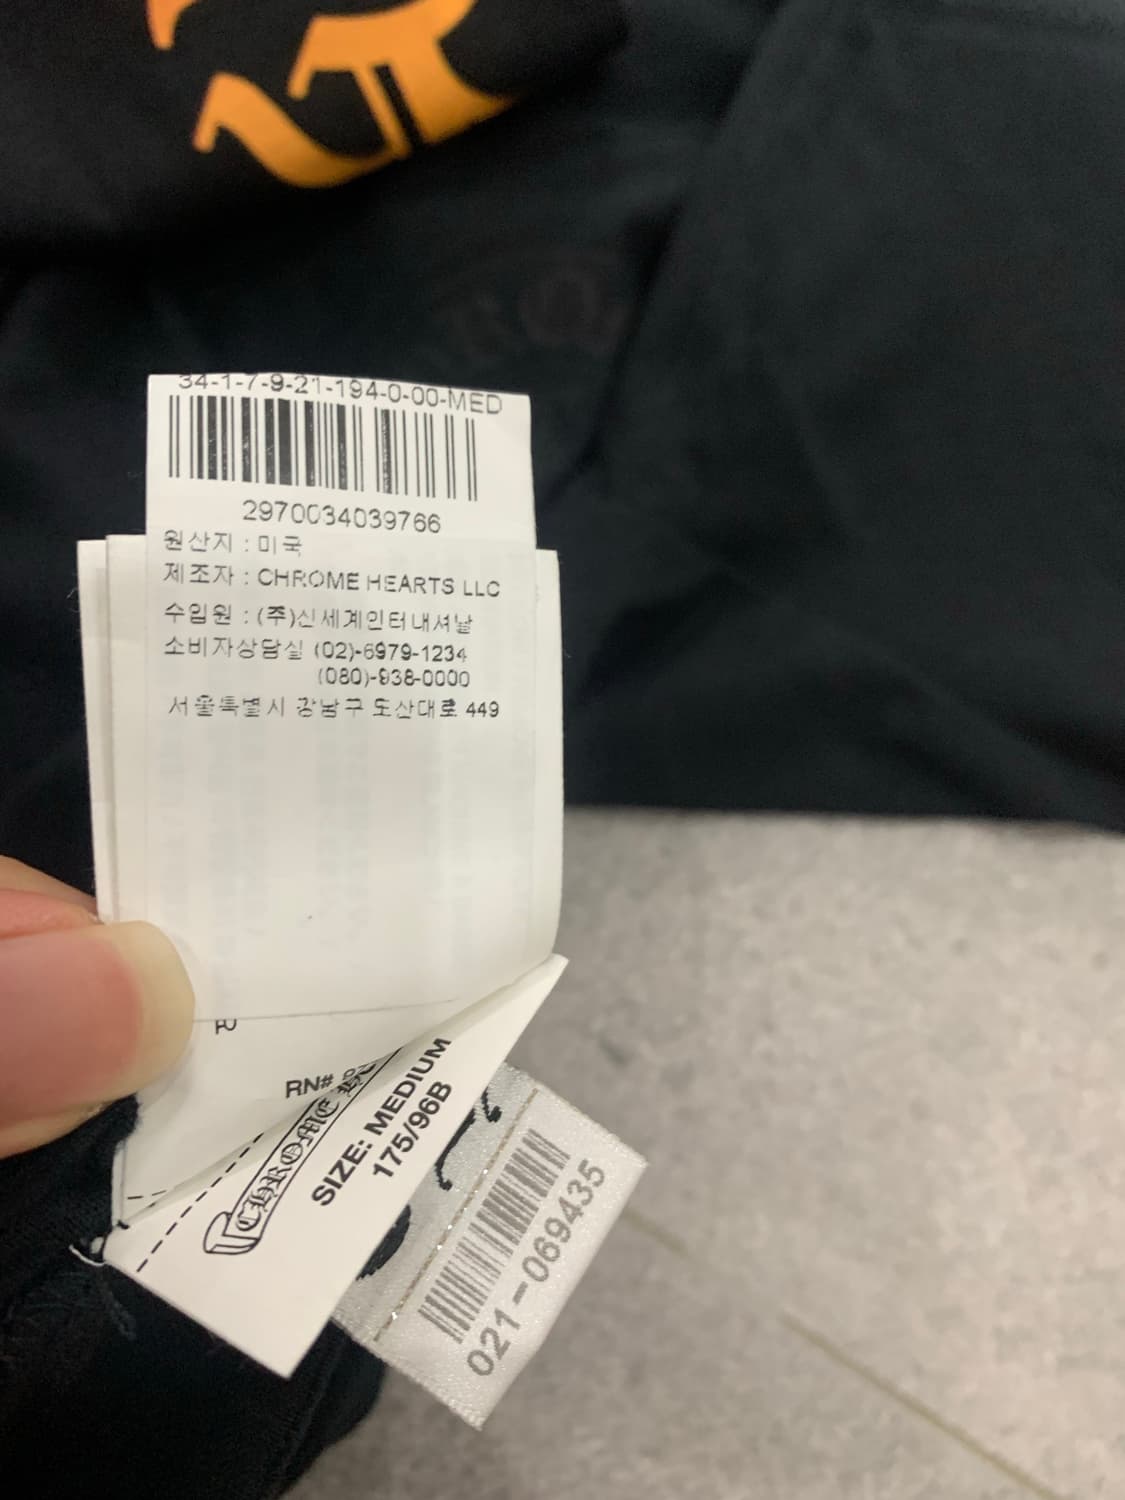 34-1-7-9-21-194-0-00-MED
2970034039766
원산지 : 미국
제조자 : CHROME HEARTS LLC
수입원 : (주)신세계인터내셔날
소비자상담실 (02)-6979-1234
(080)-938-0000
서울특별시 강남구 도산대로 449
RN#
CHROME
SIZE: MEDIUM
175/96B
021-069435